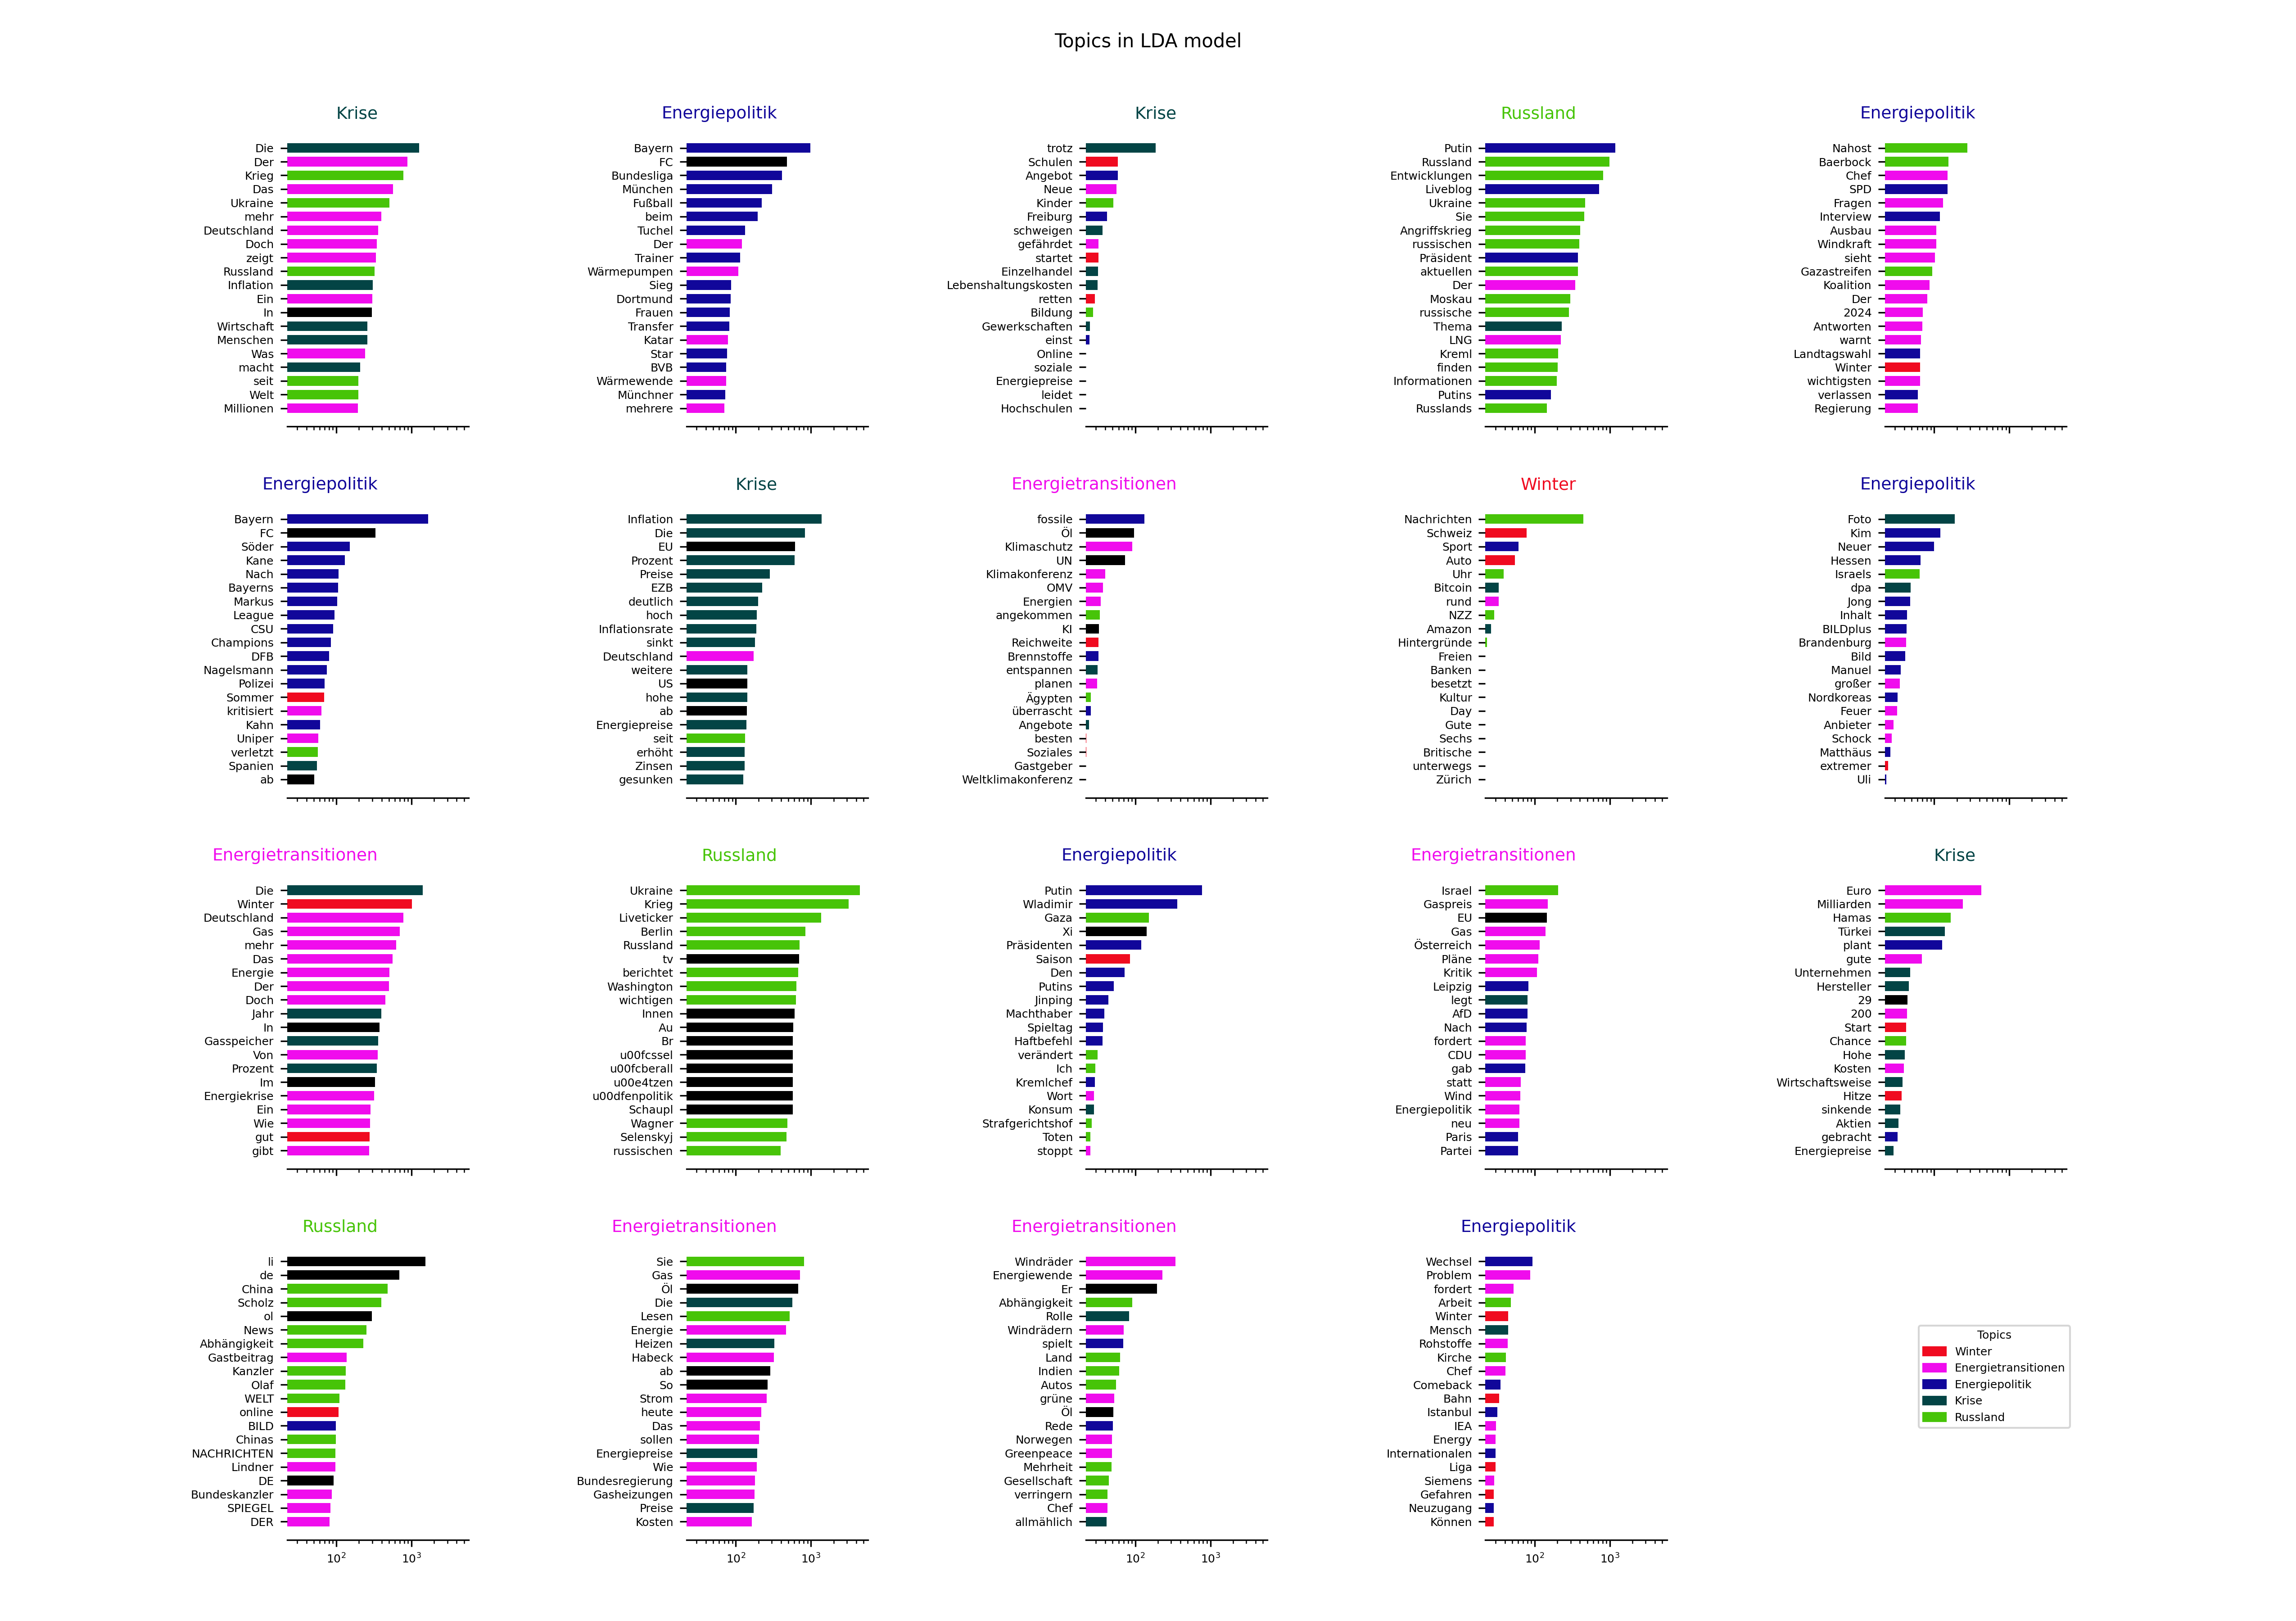 Topics in LDA model
Krise
Die
Der
Krieg
Das
Ukraine
mehr
Deutschland
Doch
zeigt
Russland
Inflation
Ein
In
Wirtschaft
Menschen
Was
macht
seit
Welt
Millionen
Energiepolitik
Bayern
FC
Bundesliga
München
Fußball
beim
Tuchel
Der
Trainer
Wärmepumpen
Sieg
Dortmund
Frauen
Transfer
Katar
Star
BVB
Wärmewende
Münchner
mehrere
Krise
trotz
Schulen
Angebot
Neue
Kinder
Freiburg
schweigen
gefährdet
startet
Einzelhandel
Lebenshaltungskosten
retten
Bildung
Gewerkschaften
einst
Online
soziale
Energiepreise
leidet
Hochschulen
Russland
Putin
Russland
Entwicklungen
Liveblog
Ukraine
Sie
Angriffskrieg
russischen
Präsident
aktuellen
Der
Moskau
russische
Thema
LNG
Kreml
finden
Informationen
Putins
Russlands
Energiepolitik
Nahost
Baerbock
Chef
SPD
Fragen
Interview
Ausbau
Windkraft
sieht
Gazastreifen
Koalition
Der
2024
Antworten
warnt
Landtagswahl
Winter
wichtigsten
verlassen
Regierung
Energiepolitik
Bayern
FC
Söder
Kane
Nach
Bayerns
Markus
League
CSU
Champions
DFB
Nagelsmann
Polizei
Sommer
kritisiert
Kahn
Uniper
verletzt
Spanien
ab
Krise
Inflation
Die
EU
Prozent
Preise
EZB
deutlich
hoch
Inflationsrate
sinkt
Deutschland
weitere
US
hohe
ab
Energiepreise
seit
erhöht
Zinsen
gesunken
Energietransitionen
fossile
Öl
Klimaschutz
UN
Klimakonferenz
OMV
Energien
angekommen
KI
Reichweite
Brennstoffe
entspannen
planen
Ägypten
überrascht
Angebote
besten
Soziales
Gastgeber
Weltklimakonferenz
Winter
Nachrichten
Schweiz
Sport
Auto
Uhr
Bitcoin
rund
NZZ
Amazon
Hintergründe
Freien
Banken
besetzt
Kultur
Day
Gute
Sechs
Britische
unterwegs
Zürich
Energiepolitik
Foto
Kim
Neuer
Hessen
Israels
dpa
Jong
Inhalt
BILDplus
Brandenburg
Bild
Manuel
großer
Nordkoreas
Feuer
Anbieter
Schock
Matthäus
extremer
Uli
Energietransitionen
Die
Winter
Deutschland
Gas
mehr
Das
Energie
Der
Doch
Jahr
In
Gasspeicher
Von
Prozent
Im
Energiekrise
Ein
Wie
gut
gibt
Russland
Ukraine
Krieg
Liveticker
Berlin
Russland
tv
berichtet
Washington
wichtigen
Innen
Au
Br
u00fcssel
u00fcberall
u00e4tzen
u00dfenpolitik
Schaupl
Wagner
Selenskyj
russischen
Energiepolitik
Putin
Wladimir
Gaza
Xi
Präsidenten
Saison
Den
Putins
Jinping
Machthaber
Spieltag
Haftbefehl
verändert
Ich
Kremlchef
Wort
Konsum
Strafgerichtshof
Toten
stoppt
Energietransitionen
Israel
Gaspreis
EU
Gas
Österreich
Pläne
Kritik
Leipzig
legt
AfD
Nach
fordert
CDU
gab
statt
Wind
Energiepolitik
neu
Paris
Partei
Krise
Euro
Milliarden
Hamas
Türkei
plant
gute
Unternehmen
Hersteller
29
200
Start
Chance
Hohe
Kosten
Wirtschaftsweise
Hitze
sinkende
Aktien
gebracht
Energiepreise
Russland
li
de
China
Scholz
ol
News
Abhängigkeit
Gastbeitrag
Kanzler
Olaf
WELT
online
BILD
Chinas
NACHRICHTEN
Lindner
DE
Bundeskanzler
SPIEGEL
DER
10²
10³
Energietransitionen
Sie
Gas
Öl
Die
Lesen
Energie
Heizen
Habeck
ab
So
Strom
heute
Das
sollen
Energiepreise
Wie
Bundesregierung
Gasheizungen
Preise
Kosten
10²
10³
Energietransitionen
Windräder
Energiewende
Er
Abhängigkeit
Rolle
Windrädern
spielt
Land
Indien
Autos
grüne
Öl
Rede
Norwegen
Greenpeace
Mehrheit
Gesellschaft
verringern
Chef
allmählich
10²
10³
Energiepolitik
Wechsel
Problem
fordert
Arbeit
Winter
Mensch
Rohstoffe
Kirche
Chef
Comeback
Bahn
Istanbul
IEA
Energy
Internationalen
Liga
Siemens
Gefahren
Neuzugang
Können
10²
10³
Topics
Winter
Energietransitionen
Energiepolitik
Krise
Russland